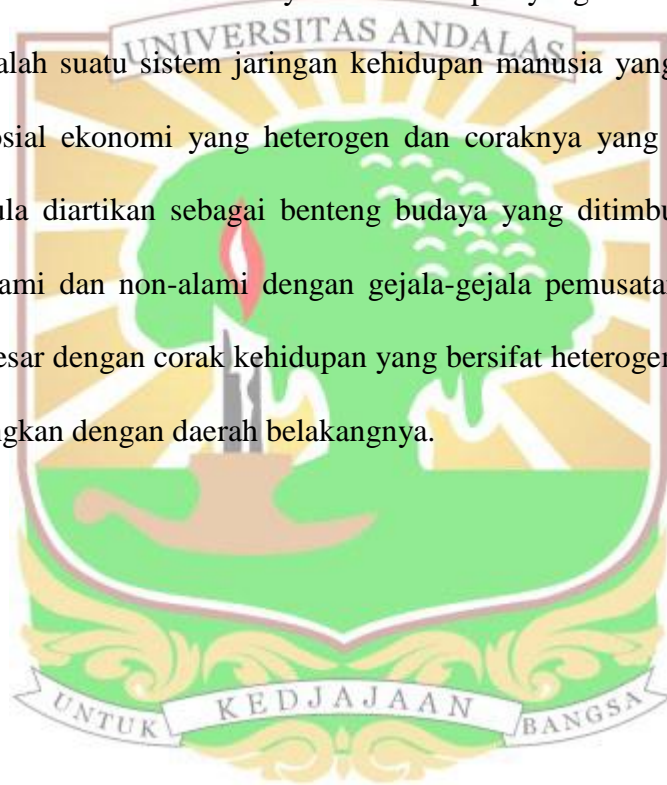 yang
UNIVERSITAS ANDALAS
alah suatu sistem jaringan kehidupan manusia yang
osial ekonomi yang heterogen dan coraknya yang
ula diartikan sebagai benteng budaya yang ditimbu
ami dan non-alami dengan gejala-gejala pemusatan
esar dengan corak kehidupan yang bersifat heterogen
ngkan dengan daerah belakangnya.
UNTUK KEDJAJAAN BANGSA